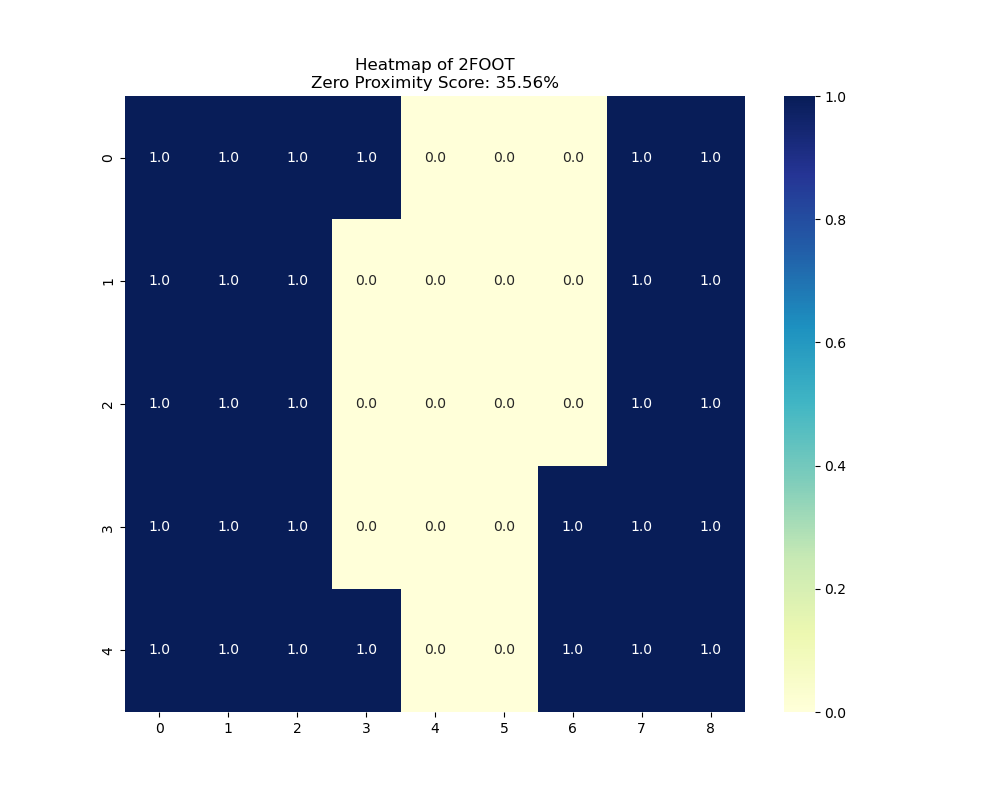 Heatmap of 2FOOT
Zero Proximity Score: 35.56%
1.0
0 1.0 1.0 1.0 1.0 0.0 0.0 0.0 1.0 1.0
0.8
1 1.0 1.0 1.0 0.0 0.0 0.0 0.0 1.0 1.0
0.6
2 1.0 1.0 1.0 0.0 0.0 0.0 0.0 1.0 1.0
0.4
3 1.0 1.0 1.0 0.0 0.0 0.0 1.0 1.0 1.0
0.2
4 1.0 1.0 1.0 1.0 0.0 0.0 1.0 1.0 1.0
0.0
0 1 2 3 4 5 6 7 8